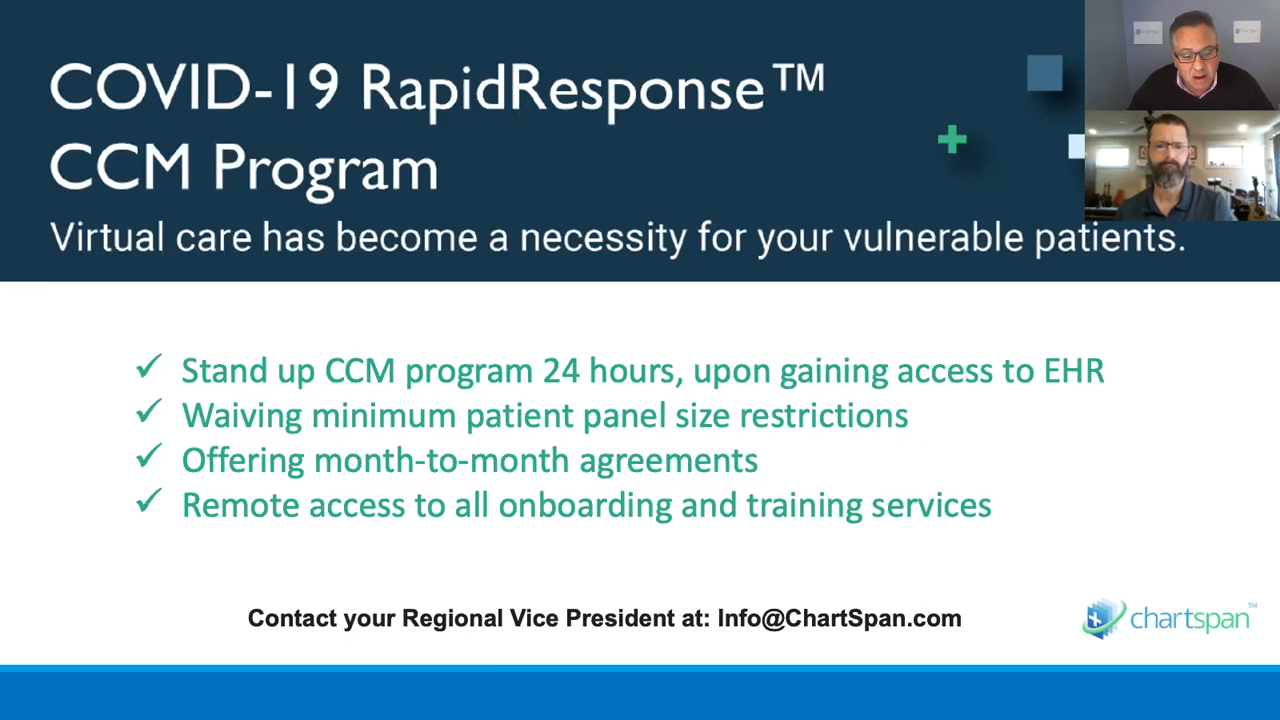 COVID-19 RapidResponse™
CCM Program
Virtual care has become a necessity for your vulnerable patients.
✓ Stand up CCM program 24 hours, upon gaining access to EHR
✓ Waiving minimum patient panel size restrictions
✓ Offering month-to-month agreements
✓ Remote access to all onboarding and training services
Contact your Regional Vice President at: Info@ChartSpan.com
chartspan™